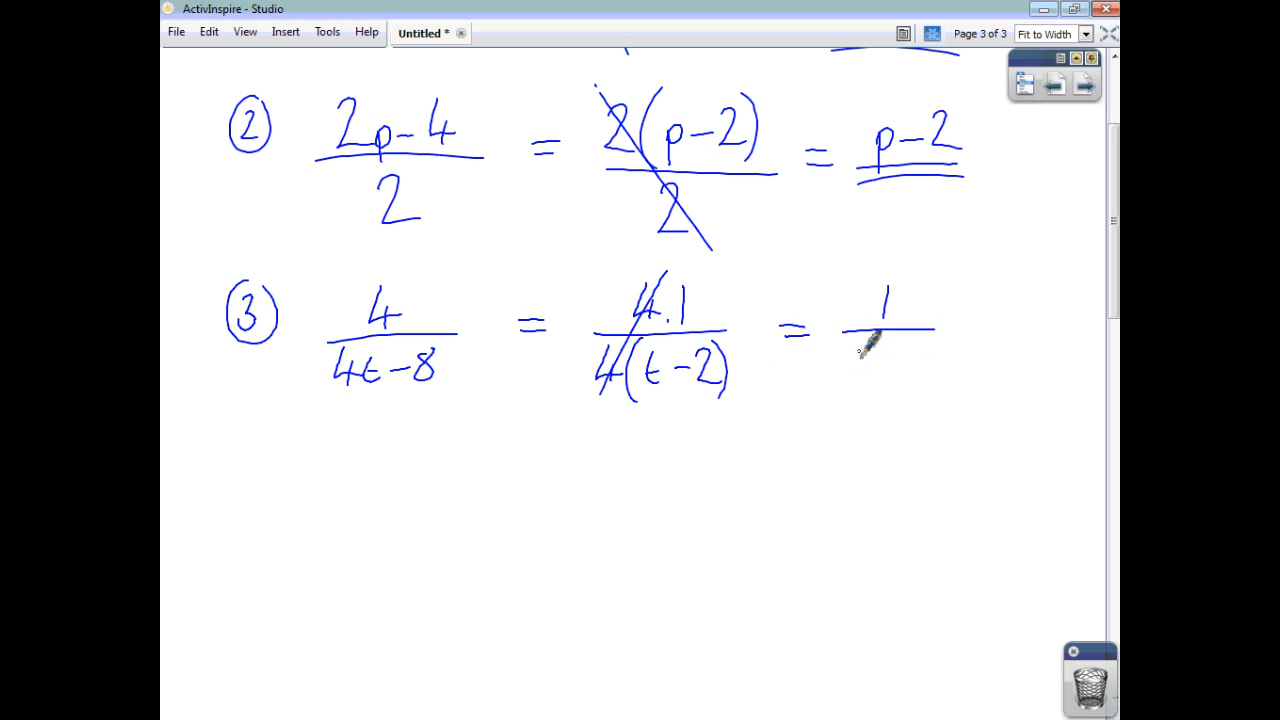 ActivInspire - Studio
File Edit View Insert Tools Help Untitled * Page 3 of 3 Fit to Width
② (2p-4)/2 = 2(p-2)/2 = p-2
③ 4/(4t-8) = 4.1/4(t-2) = 1/